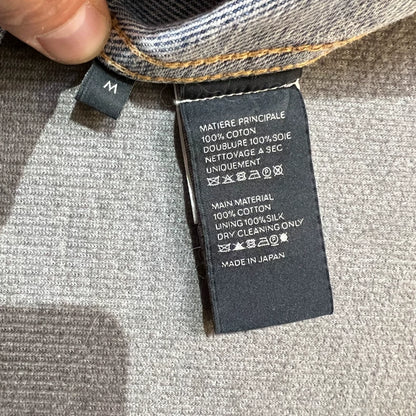 M
MATIERE PRINCIPALE
100% COTON
DOUBLURE 100% SOIE
NETTOYAGE A SEC
UNIQUEMENT
MAIN MATERIAL
100% COTTON
LINING 100% SILK
DRY CLEANING ONLY
MADE IN JAPAN